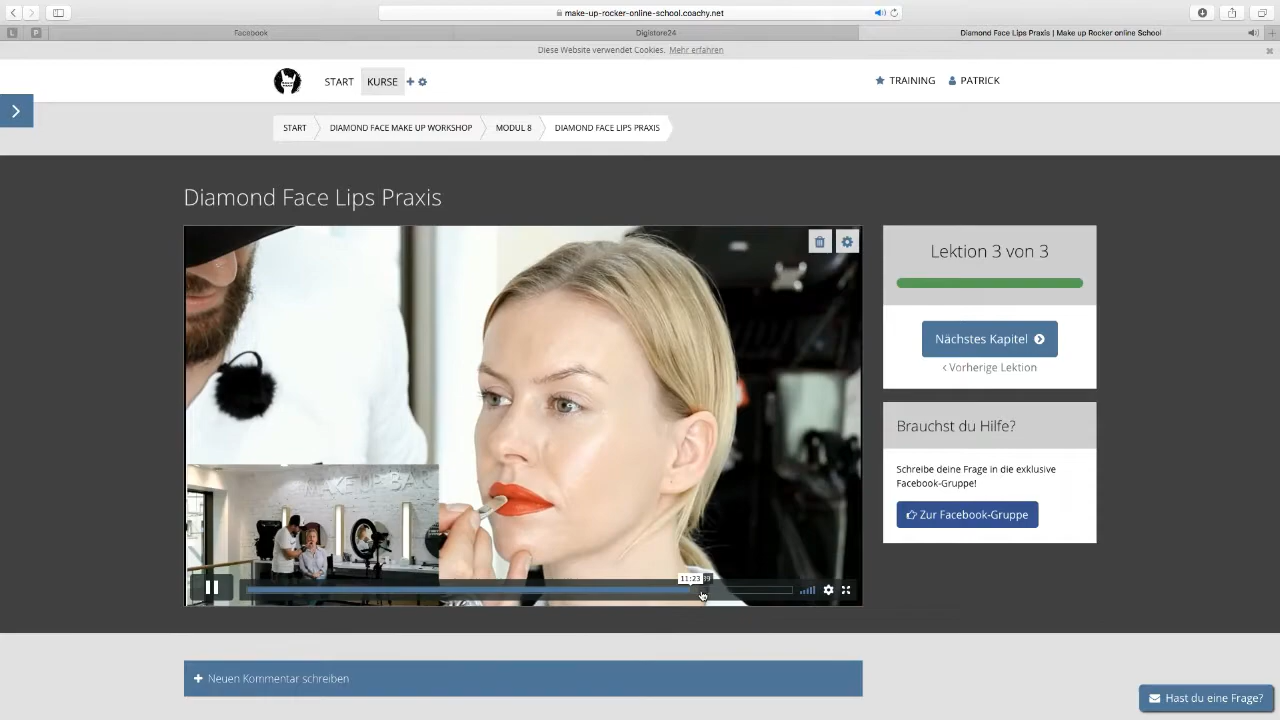 make-up-rocker-online-school.coachy.net
L
P
Facebook
Digistore24
Diamond Face Lips Praxis | Make up Rocker online School
Diese Website verwendet Cookies. Mehr erfahren
START
KURSE
TRAINING
PATRICK
START
DIAMOND FACE MAKE UP WORKSHOP
MODUL 8
DIAMOND FACE LIPS PRAXIS
Diamond Face Lips Praxis
Lektion 3 von 3
Nächstes Kapitel
Vorherige Lektion
Brauchst du Hilfe?
Schreibe deine Frage in die exklusive
Facebook-Gruppe!
Zur Facebook-Gruppe
MAKE UP BAR
11:23
Neuen Kommentar schreiben
Hast du eine Frage?